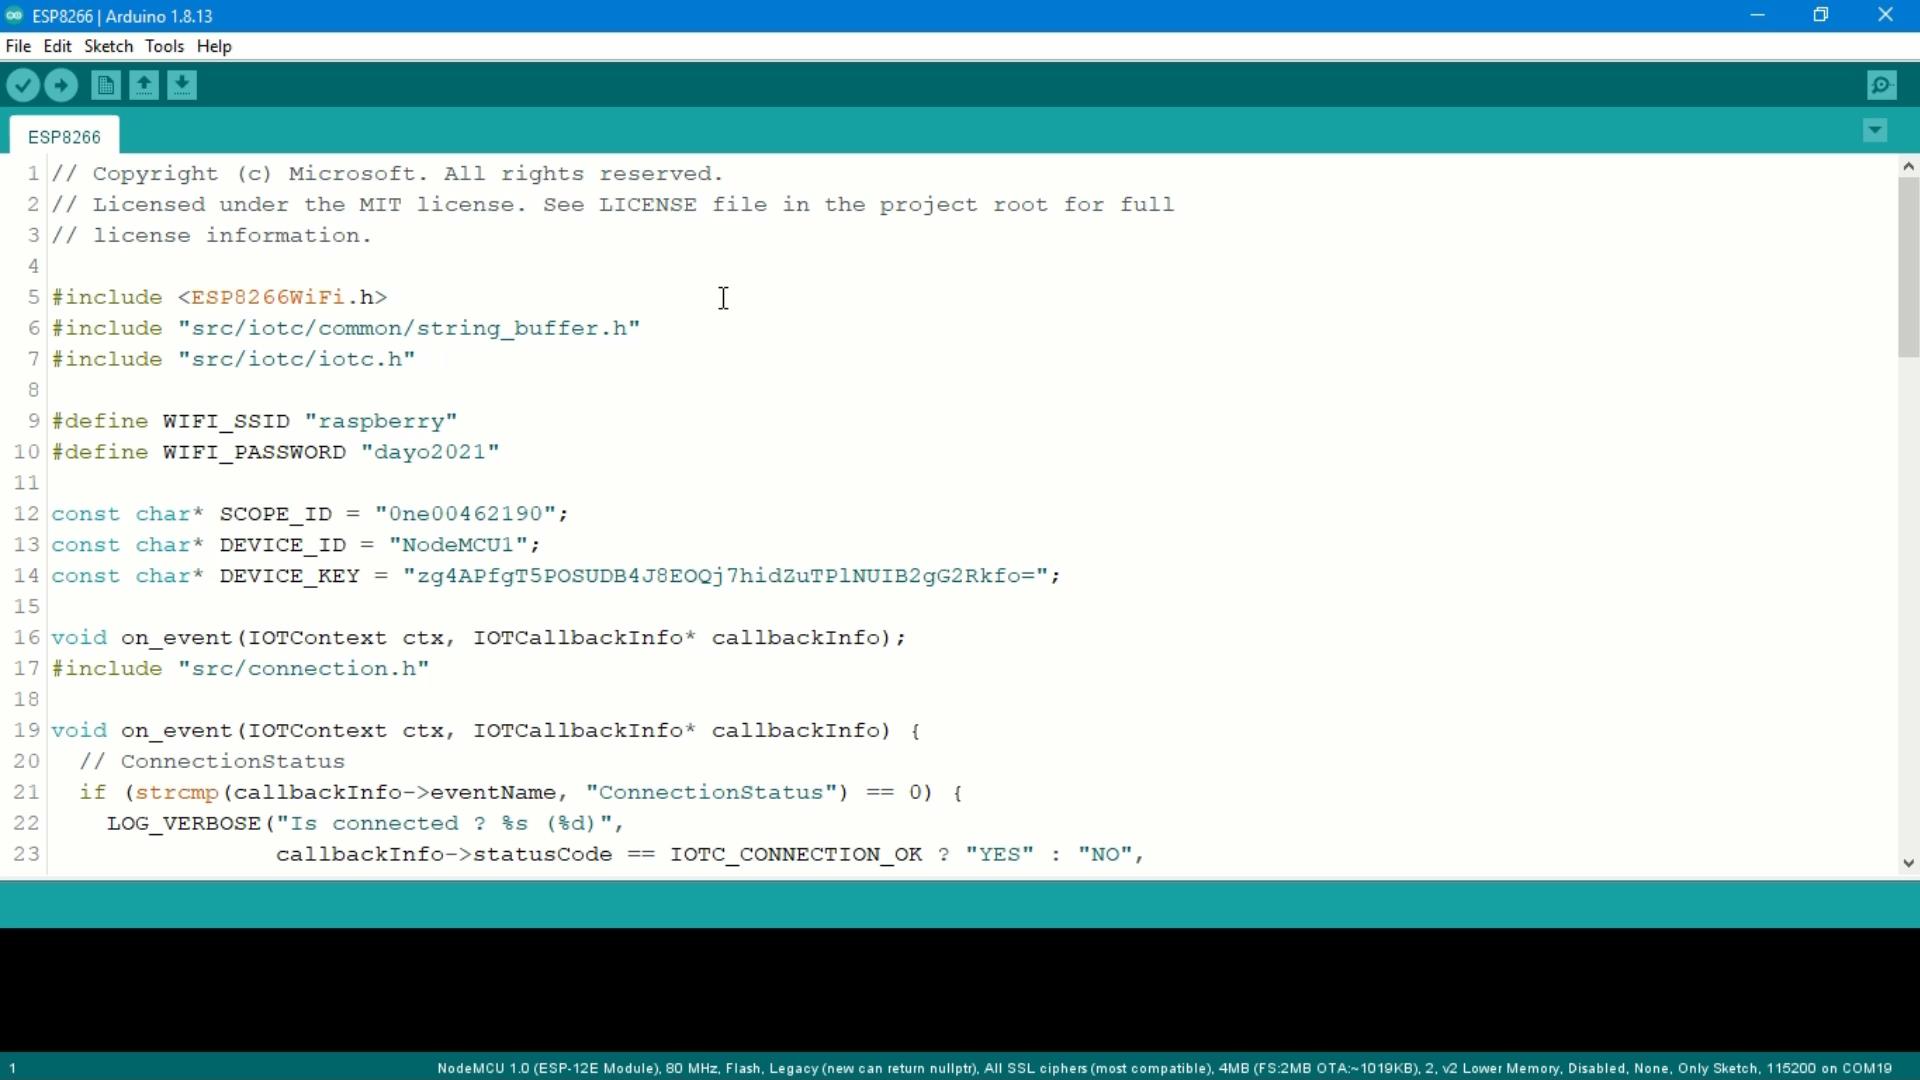 ESP8266 | Arduino 1.8.13
File Edit Sketch Tools Help
ESP8266
1 // Copyright (c) Microsoft. All rights reserved.
2 // Licensed under the MIT license. See LICENSE file in the project root for full
3 // license information.
4
5 #include <ESP8266WiFi.h>
6 #include "src/iotc/common/string_buffer.h"
7 #include "src/iotc/iotc.h"
8
9 #define WIFI_SSID "raspberry"
10 #define WIFI_PASSWORD "dayo2021"
11
12 const char* SCOPE_ID = "0ne00462190";
13 const char* DEVICE_ID = "NodeMCU1";
14 const char* DEVICE_KEY = "zg4APfgT5POSUDB4J8EOQj7hidZuTPlNUIB2gG2Rkfo=";
15
16 void on_event(IOTContext ctx, IOTCallbackInfo* callbackInfo);
17 #include "src/connection.h"
18
19 void on_event(IOTContext ctx, IOTCallbackInfo* callbackInfo) {
20   // ConnectionStatus
21   if (strcmp(callbackInfo->eventName, "ConnectionStatus") == 0) {
22     LOG_VERBOSE("Is connected ? %s (%d)",
23                 callbackInfo->statusCode == IOTC_CONNECTION_OK ? "YES" : "NO",
1 NodeMCU 1.0 (ESP-12E Module), 80 MHz, Flash, Legacy (new can return nullptr), All SSL ciphers (most compatible), 4MB (FS:2MB OTA:~1019KB), 2, v2 Lower Memory, Disabled, None, Only Sketch, 115200 on COM19